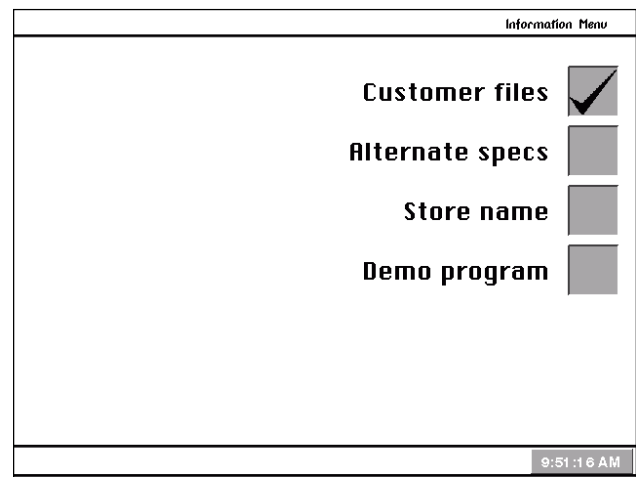 Information Menu
Customer files
Alternate specs
Store name
Demo program
9:51:16 AM